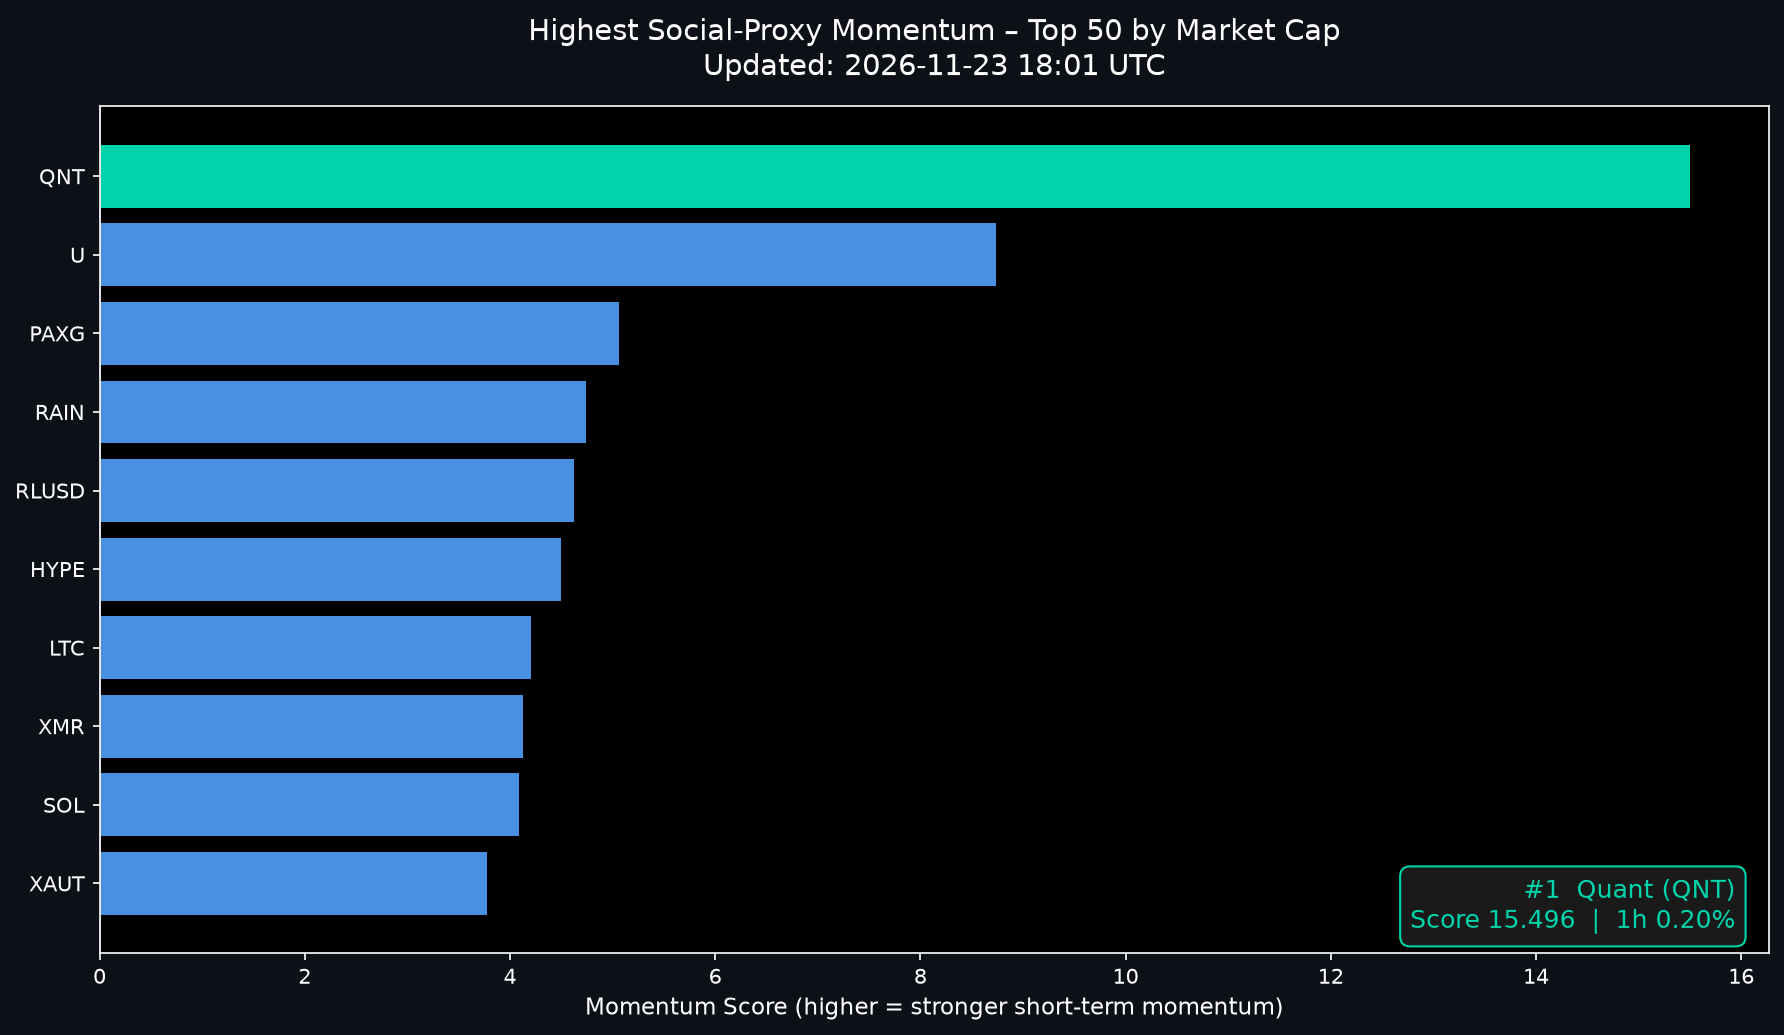 Highest Social-Proxy Momentum – Top 50 by Market Cap
Updated: 2026-11-23 18:01 UTC
QNT
U
PAXG
RAIN
RLUSD
HYPE
LTC
XMR
SOL
XAUT
#1  Quant (QNT)
Score 15.496  |  1h 0.20%
0 2 4 6 8 10 12 14 16
Momentum Score (higher = stronger short-term momentum)